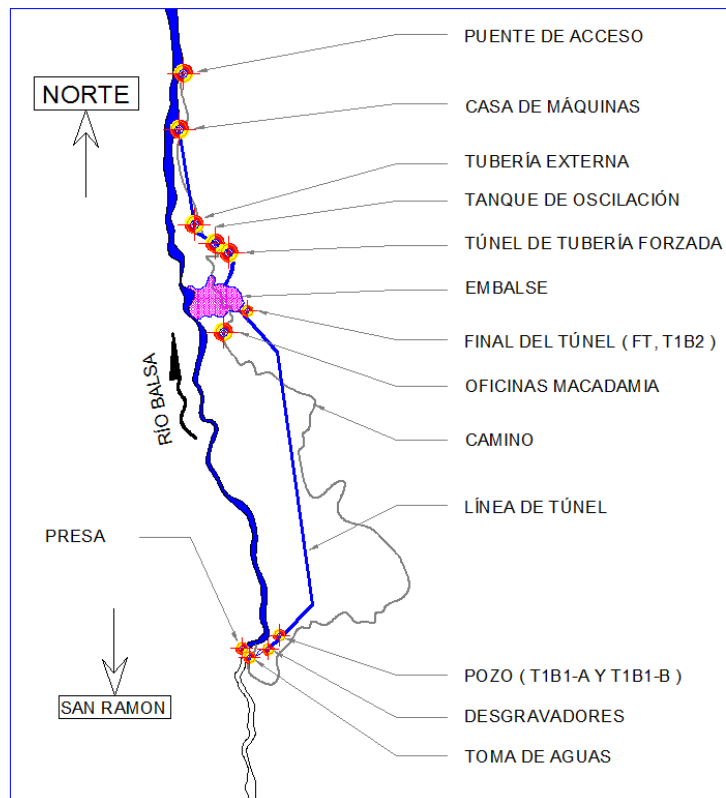 PUENTE DE ACCESO
NORTE
CASA DE MÁQUINAS
TUBERÍA EXTERNA
TANQUE DE OSCILACIÓN
TÚNEL DE TUBERÍA FORZADA
EMBALSE
FINAL DEL TÚNEL ( FT, T1B2 )
OFICINAS MACADAMIA
RÍO BALSA
CAMINO
LÍNEA DE TÚNEL
PRESA
POZO ( T1B1-A Y T1B1-B )
SAN RAMON
DESGRAVADORES
TOMA DE AGUAS